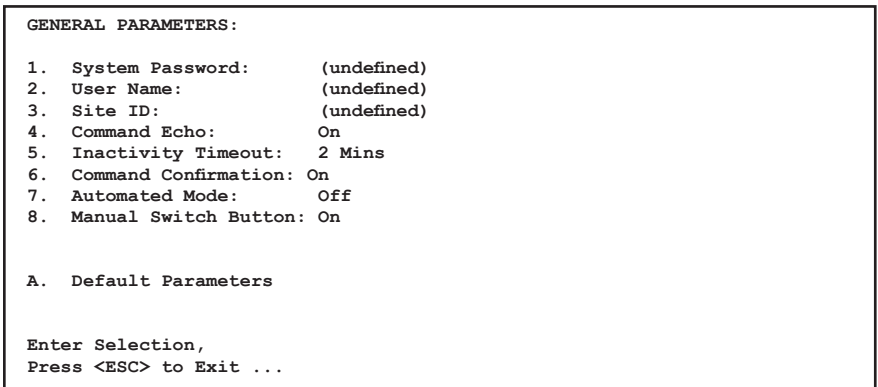 GENERAL PARAMETERS:
1. System Password: (undefined)
2. User Name: (undefined)
3. Site ID: (undefined)
4. Command Echo: On
5. Inactivity Timeout: 2 Mins
6. Command Confirmation: On
7. Automated Mode: Off
8. Manual Switch Button: On
A. Default Parameters
Enter Selection,
Press <ESC> to Exit ...